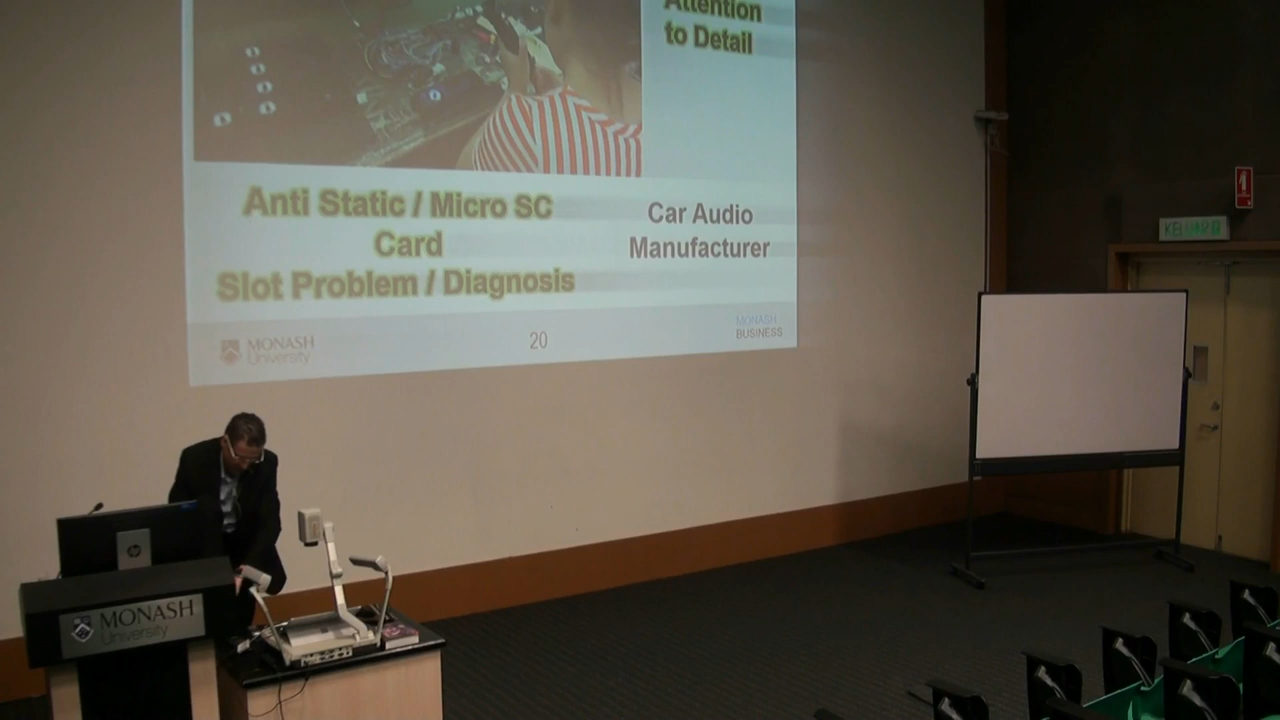 Attention
to Detail
Anti Static / Micro SC
Card
Slot Problem / Diagnosis
Car Audio
Manufacturer
MONASH
University
20
MONASH
BUSINESS
MONASH
University
hp